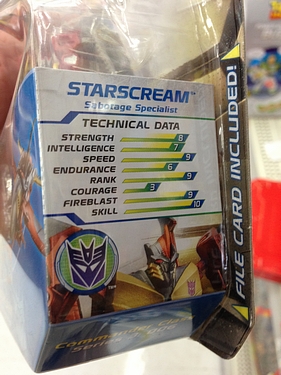 STARSCREAM™
Sabotage Specialist
TECHNICAL DATA
STRENGTH 8
INTELLIGENCE 7
SPEED 9
ENDURANCE 6
RANK 9
COURAGE 3
FIREBLAST 9
SKILL 10
FILE CARD INCLUDED!